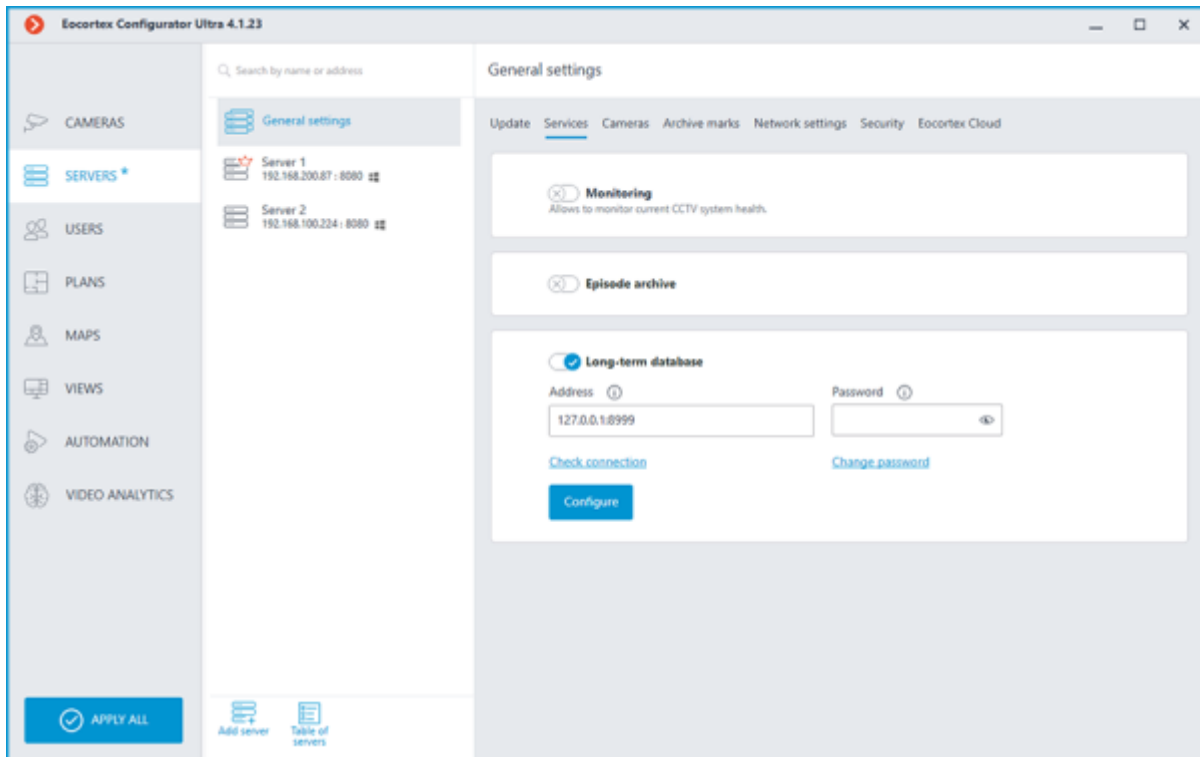 Eocortex Configurator Ultra 4.1.23
Search by name or address
General settings
CAMERAS
SERVERS *
USERS
PLANS
MAPS
VIEWS
AUTOMATION
VIDEO ANALYTICS
APPLY ALL
General settings
Server 1
192.168.200.87 : 8080
Server 2
192.168.100.224 : 8080
Add server
Table of
servers
Update Services Cameras Archive marks Network settings Security Eocortex Cloud
Monitoring
Allows to monitor current CCTV system health.
Episode archive
Long-term database
Address Password
127.0.0.1:8999
Check connection Change password
Configure